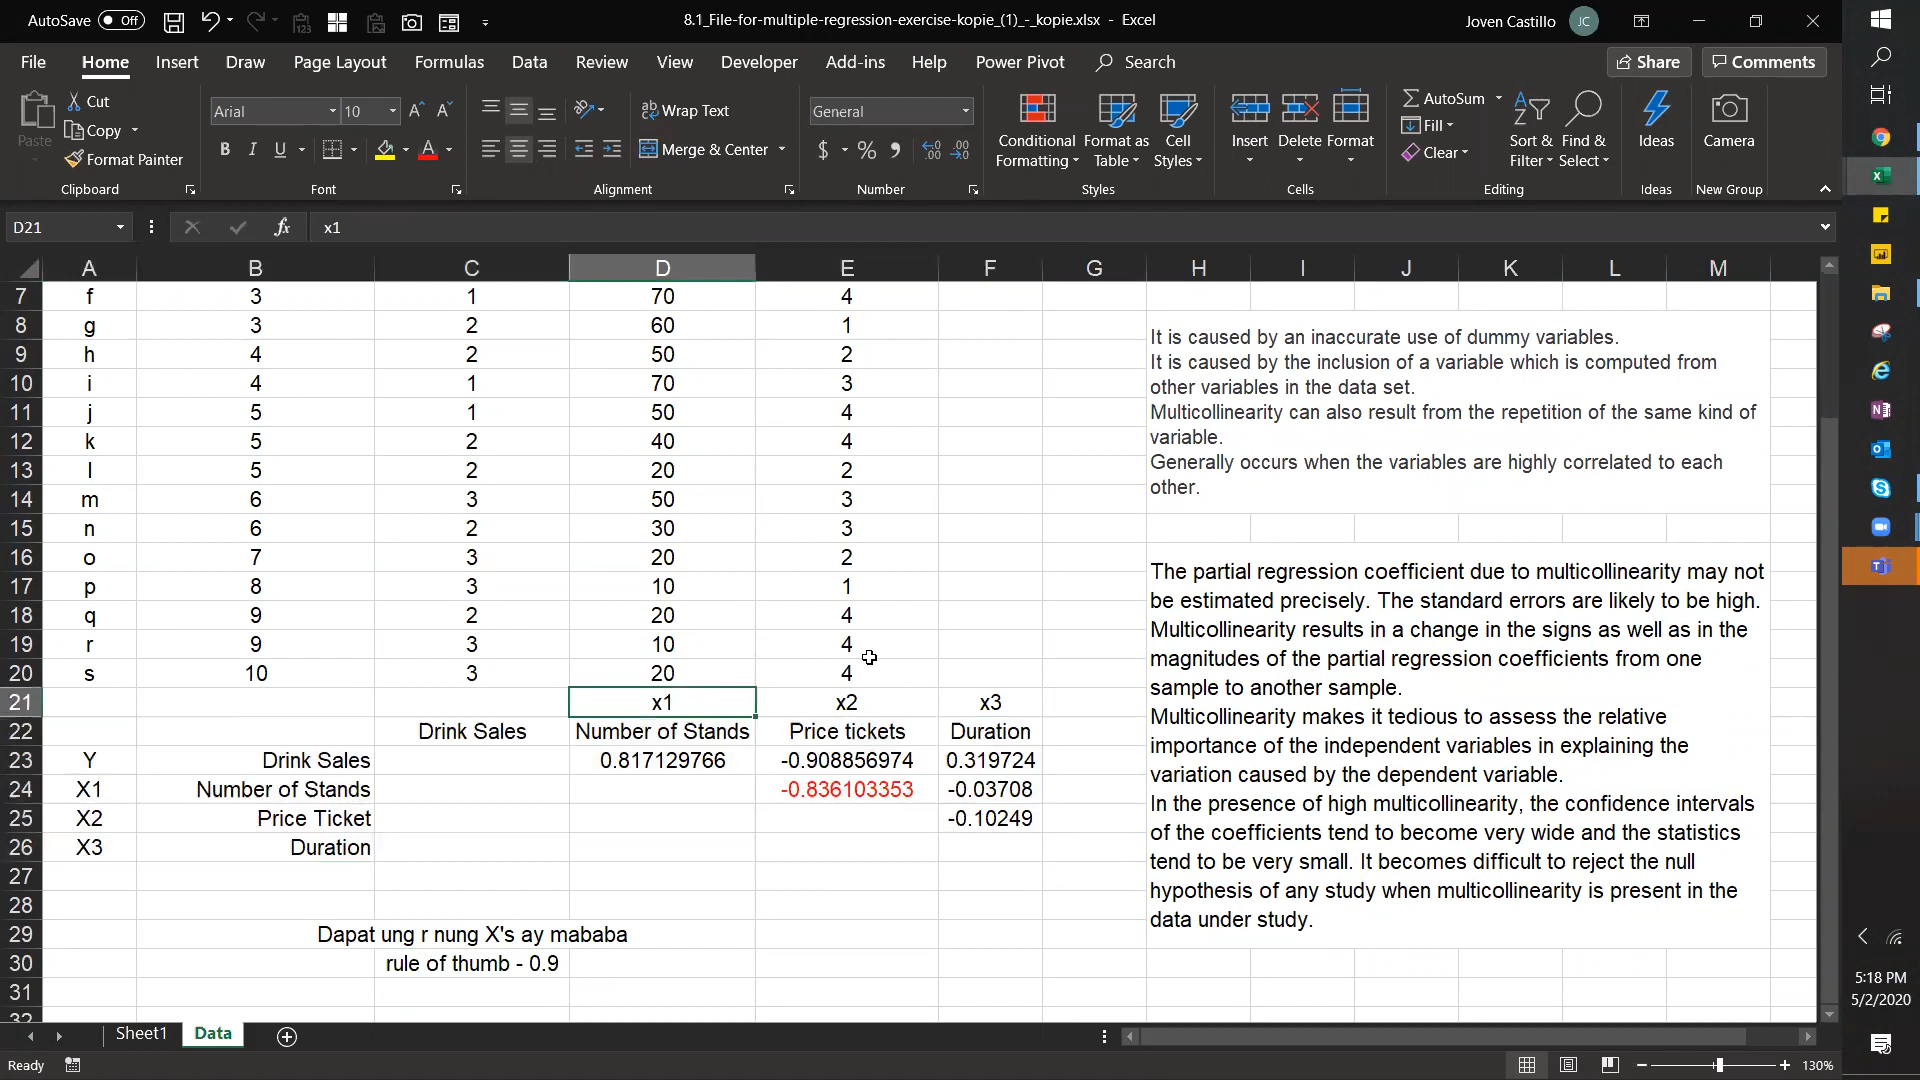 AutoSave Off
8.1_File-for-multiple-regression-exercise-kopie_(1)_-_kopie.xlsx - Excel
Joven Castillo JC
File Home Insert Draw Page Layout Formulas Data Review View Developer Add-ins Help Power Pivot Search Share Comments
Paste
Cut
Copy
Format Painter
Clipboard
Arial 10
B I U
Font
Wrap Text
Merge & Center
Alignment
General
$ % 9
Number
Conditional Formatting
Format as Table
Cell Styles
Styles
Insert Delete Format
Cells
AutoSum
Fill
Clear
Sort & Filter
Find & Select
Editing
Ideas
Ideas
Camera
New Group
D21 fx x1
A B C D E F G H I J K L M
7 f 3 1 70 4
8 g 3 2 60 1
9 h 4 2 50 2
10 i 4 1 70 3
11 j 5 1 50 4
12 k 5 2 40 4
13 l 5 2 20 2
14 m 6 3 50 3
15 n 6 2 30 3
16 o 7 3 20 2
17 p 8 3 10 1
18 q 9 2 20 4
19 r 9 3 10 4
20 s 10 3 20 4
21 x1 x2 x3
22 Drink Sales Number of Stands Price tickets Duration
23 Y Drink Sales 0.817129766 -0.908856974 0.319724
24 X1 Number of Stands -0.836103353 -0.03708
25 X2 Price Ticket -0.10249
26 X3 Duration
27
28
29 Dapat ung r nung X's ay mababa
30 rule of thumb - 0.9
31
32
It is caused by an inaccurate use of dummy variables.
It is caused by the inclusion of a variable which is computed from
other variables in the data set.
Multicollinearity can also result from the repetition of the same kind of
variable.
Generally occurs when the variables are highly correlated to each
other.
The partial regression coefficient due to multicollinearity may not
be estimated precisely. The standard errors are likely to be high.
Multicollinearity results in a change in the signs as well as in the
magnitudes of the partial regression coefficients from one
sample to another sample.
Multicollinearity makes it tedious to assess the relative
importance of the independent variables in explaining the
variation caused by the dependent variable.
In the presence of high multicollinearity, the confidence intervals
of the coefficients tend to become very wide and the statistics
tend to be very small. It becomes difficult to reject the null
hypothesis of any study when multicollinearity is present in the
data under study.
Sheet1 Data
Ready
130%
5:18 PM
5/2/2020